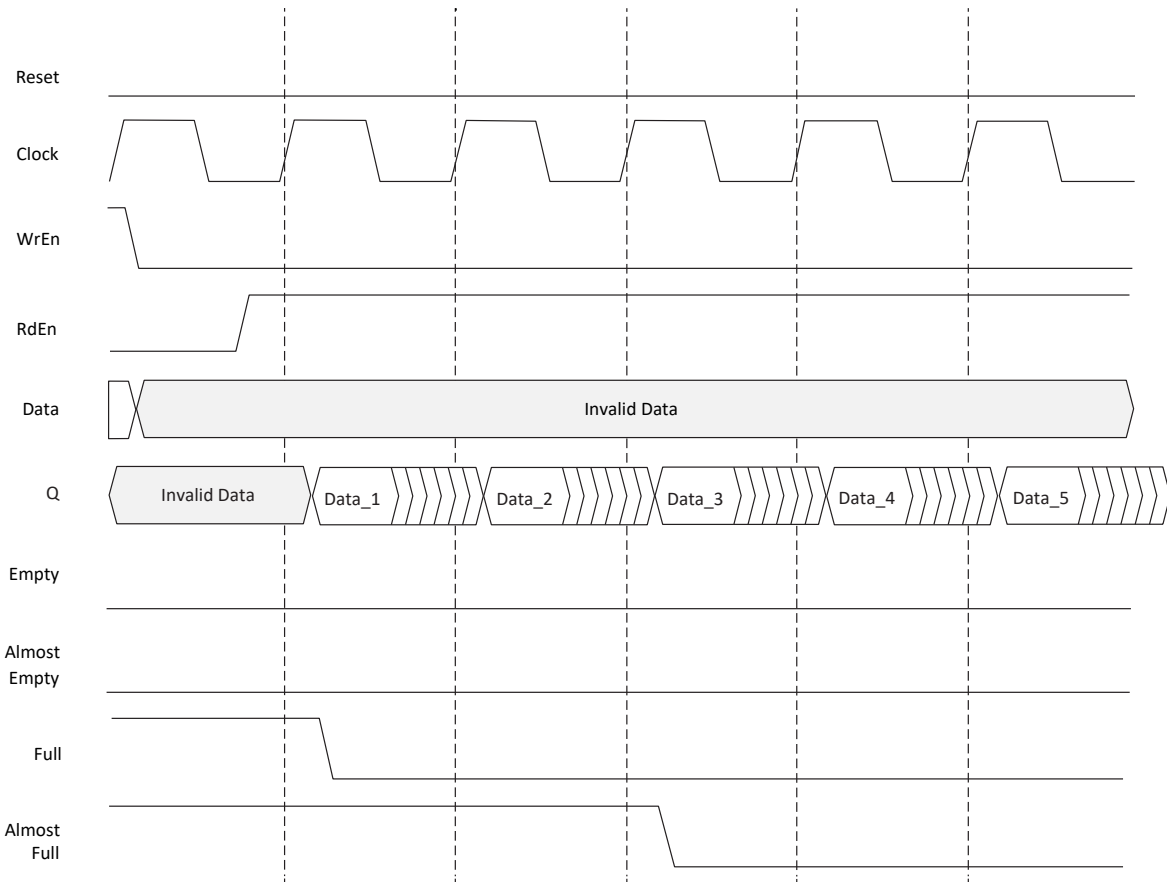 Reset
Clock
WrEn
RdEn
Data
Invalid Data
Q
Invalid Data
Data_1
Data_2
Data_3
Data_4
Data_5
Empty
Almost
Empty
Full
Almost
Full